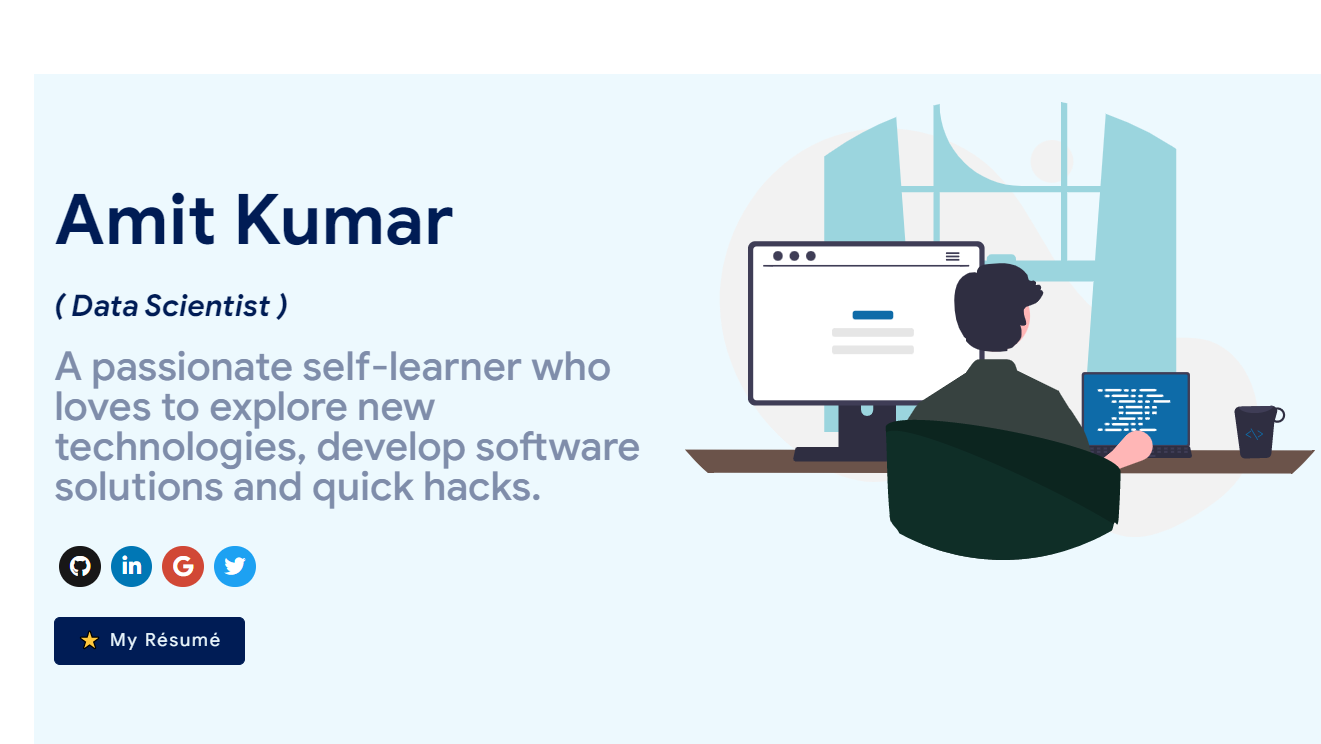 Amit Kumar
( Data Scientist )
A passionate self-learner who
loves to explore new
technologies, develop software
solutions and quick hacks.
in G
My Résumé
</>